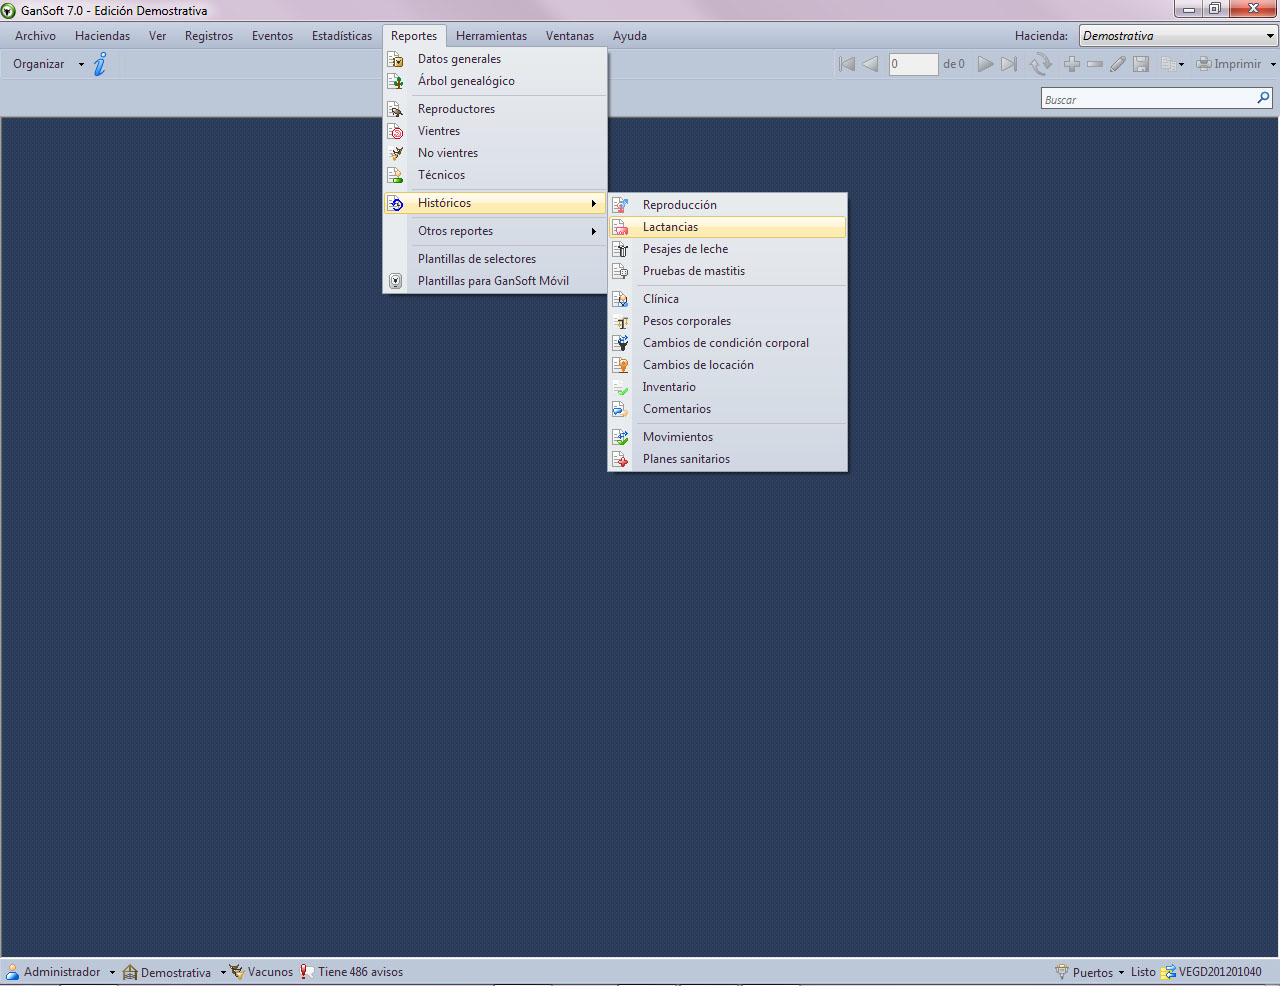 GanSoft 7.0 - Edición Demostrativa
Archivo Haciendas Ver Registros Eventos Estadísticas Reportes Herramientas Ventanas Ayuda Hacienda: Demostrativa
Organizar 0 de 0 Imprimir
Buscar
Datos generales
Árbol genealógico
Reproductores
Vientres
No vientres
Técnicos
Históricos
Otros reportes
Plantillas de selectores
Plantillas para GanSoft Móvil
Reproducción
Lactancias
Pesajes de leche
Pruebas de mastitis
Clínica
Pesos corporales
Cambios de condición corporal
Cambios de locación
Inventario
Comentarios
Movimientos
Planes sanitarios
Administrador Demostrativa Vacunos Tiene 486 avisos Puertos Listo VEGD201201040